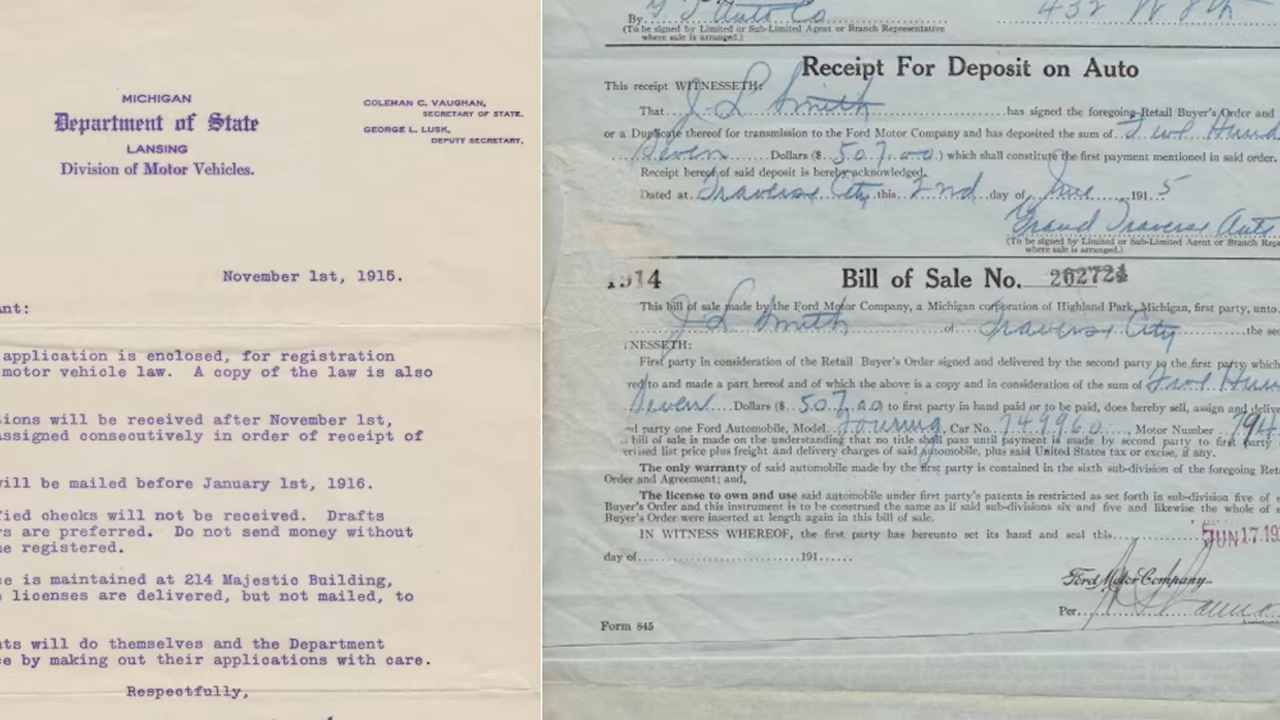 MICHIGAN
Department of State
LANSING
Division of Motor Vehicles.
COLEMAN C. VAUGHAN,
SECRETARY OF STATE.
GEORGE L. LUSK,
DEPUTY SECRETARY,
November 1st, 1915.
ant:
application is enclosed, for registration
motor vehicle law. A copy of the law is also
ions will be received after November 1st,
assigned consecutively in order of receipt of
will be mailed before January 1st, 1916.
fied checks will not be received. Drafts
rs are preferred. Do not send money without
e registered.
ce is maintained at 214 Majestic Building,
licenses are delivered, but not mailed, to
nts will do themselves and the Department
e by making out their applications with care.
Respectfully,
By Auto Co 432 W 8th
(To be signed by Limited or Sub-Limited Agent or Branch Representative
where sale is arranged.)
Receipt For Deposit on Auto
This receipt WITNESSETH:
That J L Smith has signed the foregoing Retail Buyer's Order and
or a Duplicate thereof for transmission to the Ford Motor Company and has deposited the sum of Five Hund
Seven Dollars ($ 507.00) which shall constitute the first payment mentioned in said order.
Receipt hereof of said deposit is hereby acknowledged.
Dated at Traverse City this 2nd day of June 1915
Grand Traverse Auto
(To be signed by Limited or Sub-Limited Agent or Branch Repre
where sale is arranged.)
1914 Bill of Sale No. 262724
This bill of sale made by the Ford Motor Company, a Michigan corporation of Highland Park, Michigan, first party, unto
J L Smith of Traverse City the sec
NESSETH:
First party in consideration of the Retail Buyer's Order signed and delivered by the second party to the first party which
red to and made a part hereof and of which the above is a copy and in consideration of the sum of Five Hun
Seven Dollars ($ 507.00 to first party in hand paid or to be paid, does hereby sell, assign and deliver
d party one Ford Automobile, Model Touring, Car No. 749960, Motor Number 794
bill of sale is made on the understanding that no title shall pass until payment is made by second party to first party
ertised list price plus freight and delivery charges of said automobile, plus said United States tax or excise, if any.
The only warranty of said automobile made by the first party is contained in the sixth sub-division of the foregoing Reta
Order and Agreement; and,
The license to own and use said automobile under first party's patents is restricted as set forth in sub-division five of
Buyer's Order and this instrument is to be construed the same as if said sub-divisions six and five and likewise the whole of
Buyer's Order were inserted at length again in this bill of sale.
IN WITNESS WHEREOF, the first party has hereunto set its hand and seal this JUN 17 19
day of 191
Ford Motor Company
Per
Form 845